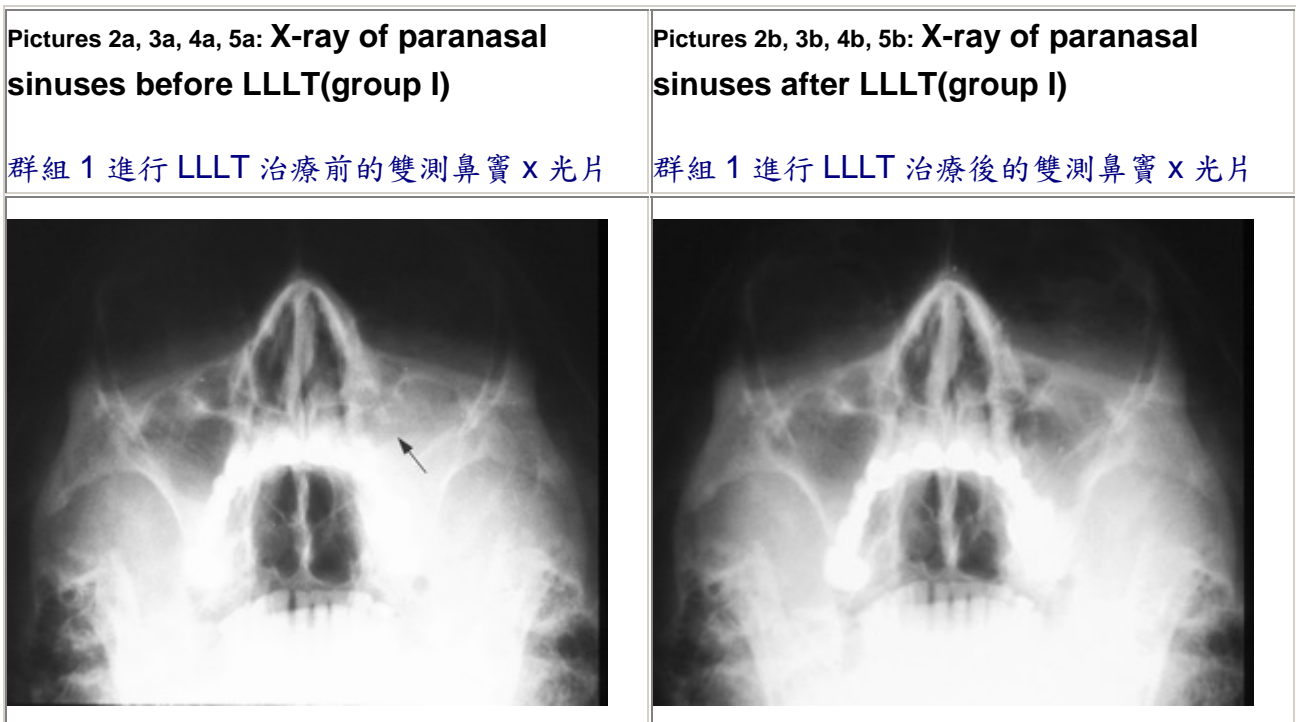 Pictures 2a, 3a, 4a, 5a: X-ray of paranasal
sinuses before LLLT(group I)
群組 1 進行 LLLT 治療前的雙測鼻竇 x 光片
Pictures 2b, 3b, 4b, 5b: X-ray of paranasal
sinuses after LLLT(group I)
群組 1 進行 LLLT 治療後的雙測鼻竇 x 光片